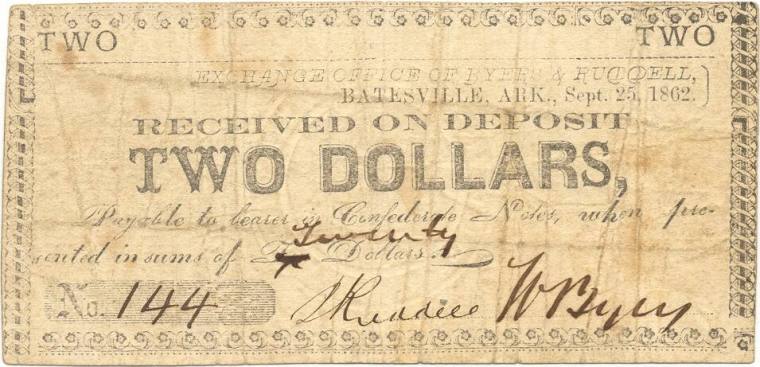 TWO TWO
EXCHANGE OFFICE OF BYERS & RUDDELL,
BATESVILLE, ARK., Sept. 25, 1862.
RECEIVED ON DEPOSIT
TWO DOLLARS,
Payable to bearer in Confederate Notes, when pre-
Twenty
sented in sums of Dollars.
No. 144 Ruddell W Byers